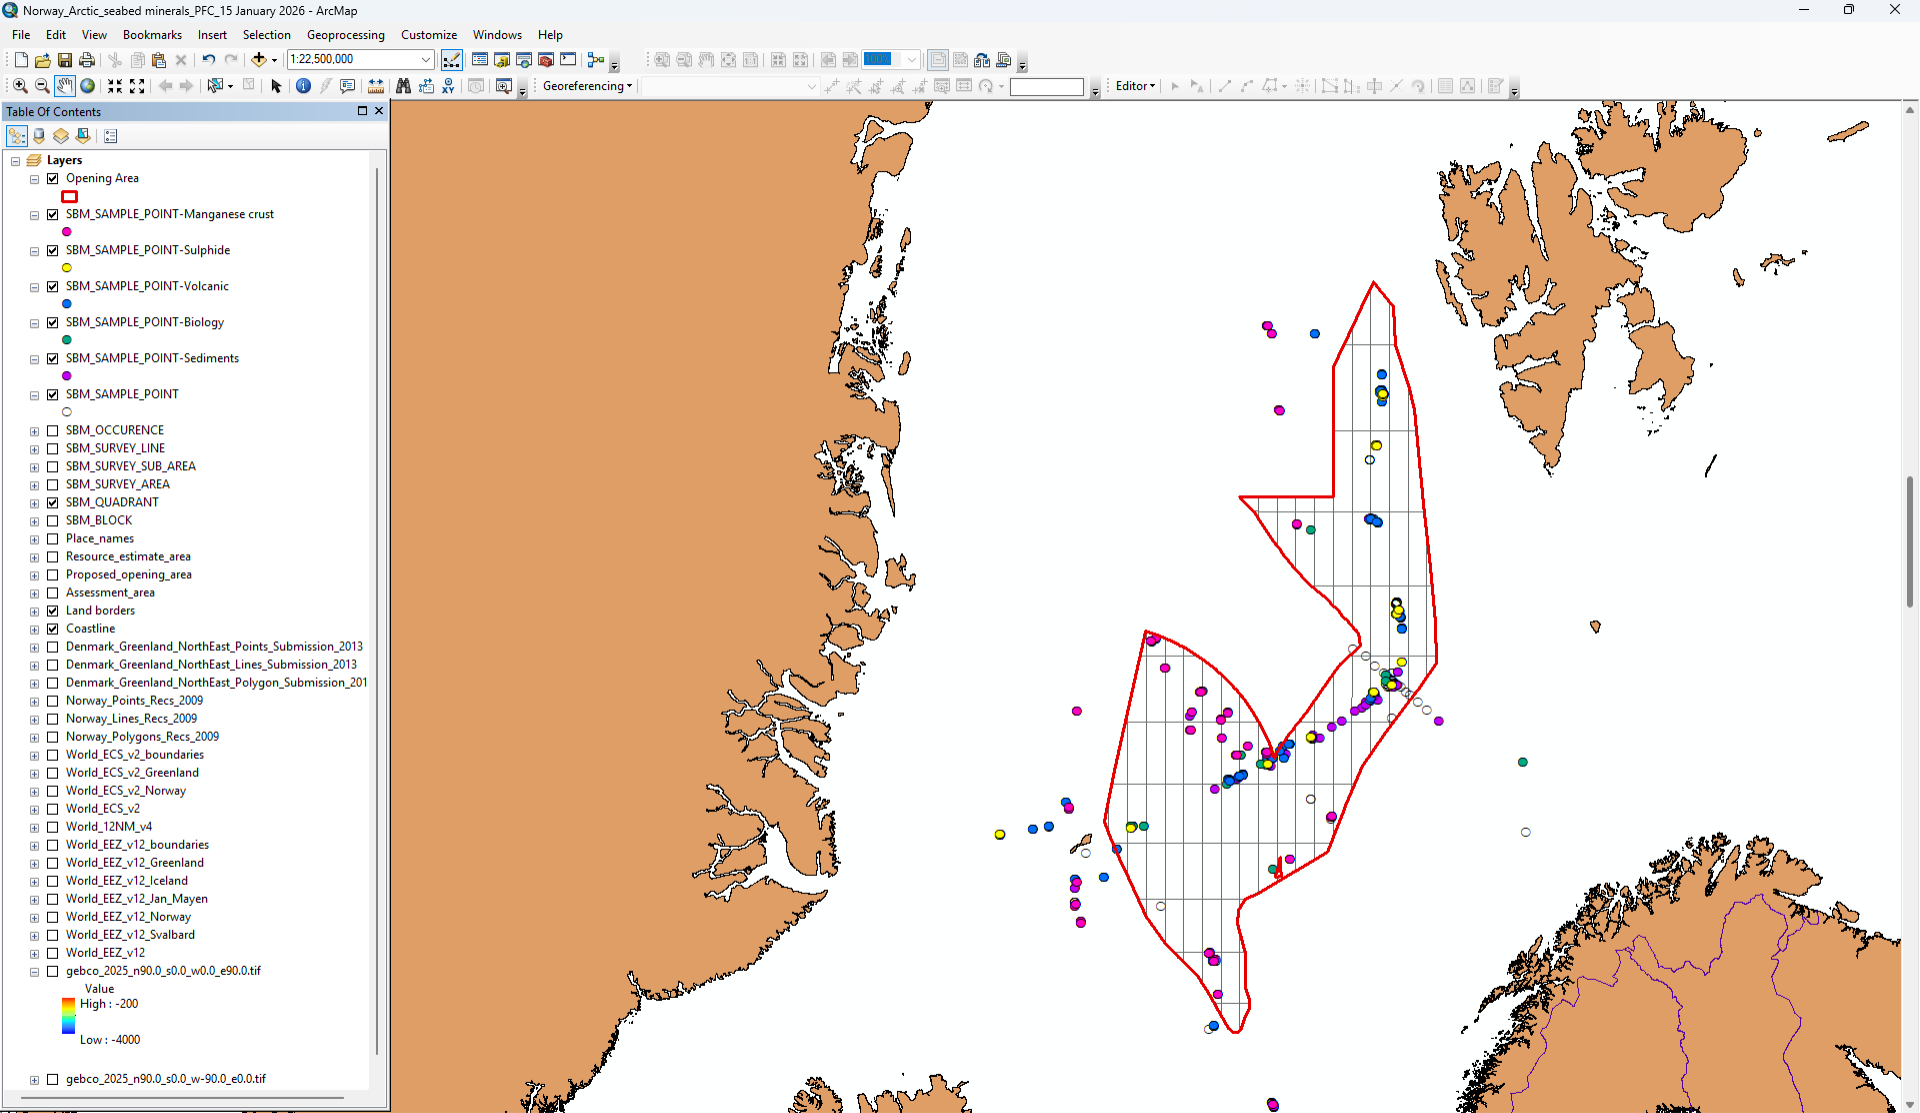 Norway_Arctic_seabed minerals_PFC_15 January 2026 - ArcMap
File Edit View Bookmarks Insert Selection Geoprocessing Customize Windows Help
1:22,500,000
100%
Georeferencing
Editor
Table Of Contents
Layers
Opening Area
SBM_SAMPLE_POINT-Manganese crust
SBM_SAMPLE_POINT-Sulphide
SBM_SAMPLE_POINT-Volcanic
SBM_SAMPLE_POINT-Biology
SBM_SAMPLE_POINT-Sediments
SBM_SAMPLE_POINT
SBM_OCCURENCE
SBM_SURVEY_LINE
SBM_SURVEY_SUB_AREA
SBM_SURVEY_AREA
SBM_QUADRANT
SBM_BLOCK
Place_names
Resource_estimate_area
Proposed_opening_area
Assessment_area
Land borders
Coastline
Denmark_Greenland_NorthEast_Points_Submission_2013
Denmark_Greenland_NorthEast_Lines_Submission_2013
Denmark_Greenland_NorthEast_Polygon_Submission_201
Norway_Points_Recs_2009
Norway_Lines_Recs_2009
Norway_Polygons_Recs_2009
World_ECS_v2_boundaries
World_ECS_v2_Greenland
World_ECS_v2_Norway
World_ECS_v2
World_12NM_v4
World_EEZ_v12_boundaries
World_EEZ_v12_Greenland
World_EEZ_v12_Iceland
World_EEZ_v12_Jan_Mayen
World_EEZ_v12_Norway
World_EEZ_v12_Svalbard
World_EEZ_v12
gebco_2025_n90.0_s0.0_w0.0_e90.0.tif
Value
High : -200
Low : -4000
gebco_2025_n90.0_s0.0_w-90.0_e0.0.tif